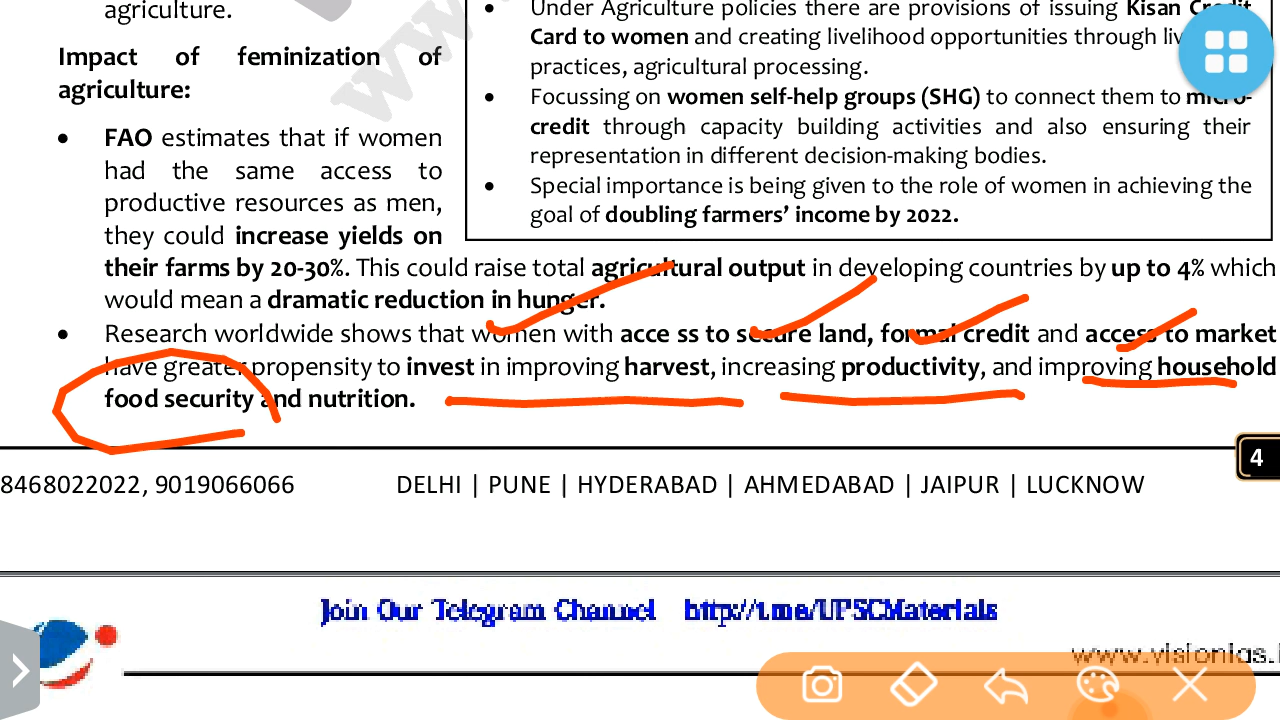 agriculture.
Impact of feminization of
agriculture:
• FAO estimates that if women
had the same access to
productive resources as men,
they could increase yields on
their farms by 20-30%. This could raise total agricultural output in developing countries by up to 4% which
would mean a dramatic reduction in hunger.
• Research worldwide shows that women with acce ss to secure land, formal credit and access to market
have greater propensity to invest in improving harvest, increasing productivity, and improving household
food security and nutrition.
• Under Agriculture policies there are provisions of issuing Kisan Credit
Card to women and creating livelihood opportunities through
practices, agricultural processing.
• Focussing on women self-help groups (SHG) to connect them to micro-
credit through capacity building activities and also ensuring their
representation in different decision-making bodies.
• Special importance is being given to the role of women in achieving the
goal of doubling farmers’ income by 2022.
4
8468022022, 9019066066 DELHI | PUNE | HYDERABAD | AHMEDABAD | JAIPUR | LUCKNOW
Join Our Telegram Channel http://t.me/UPSCMaterials
www.visionias.i